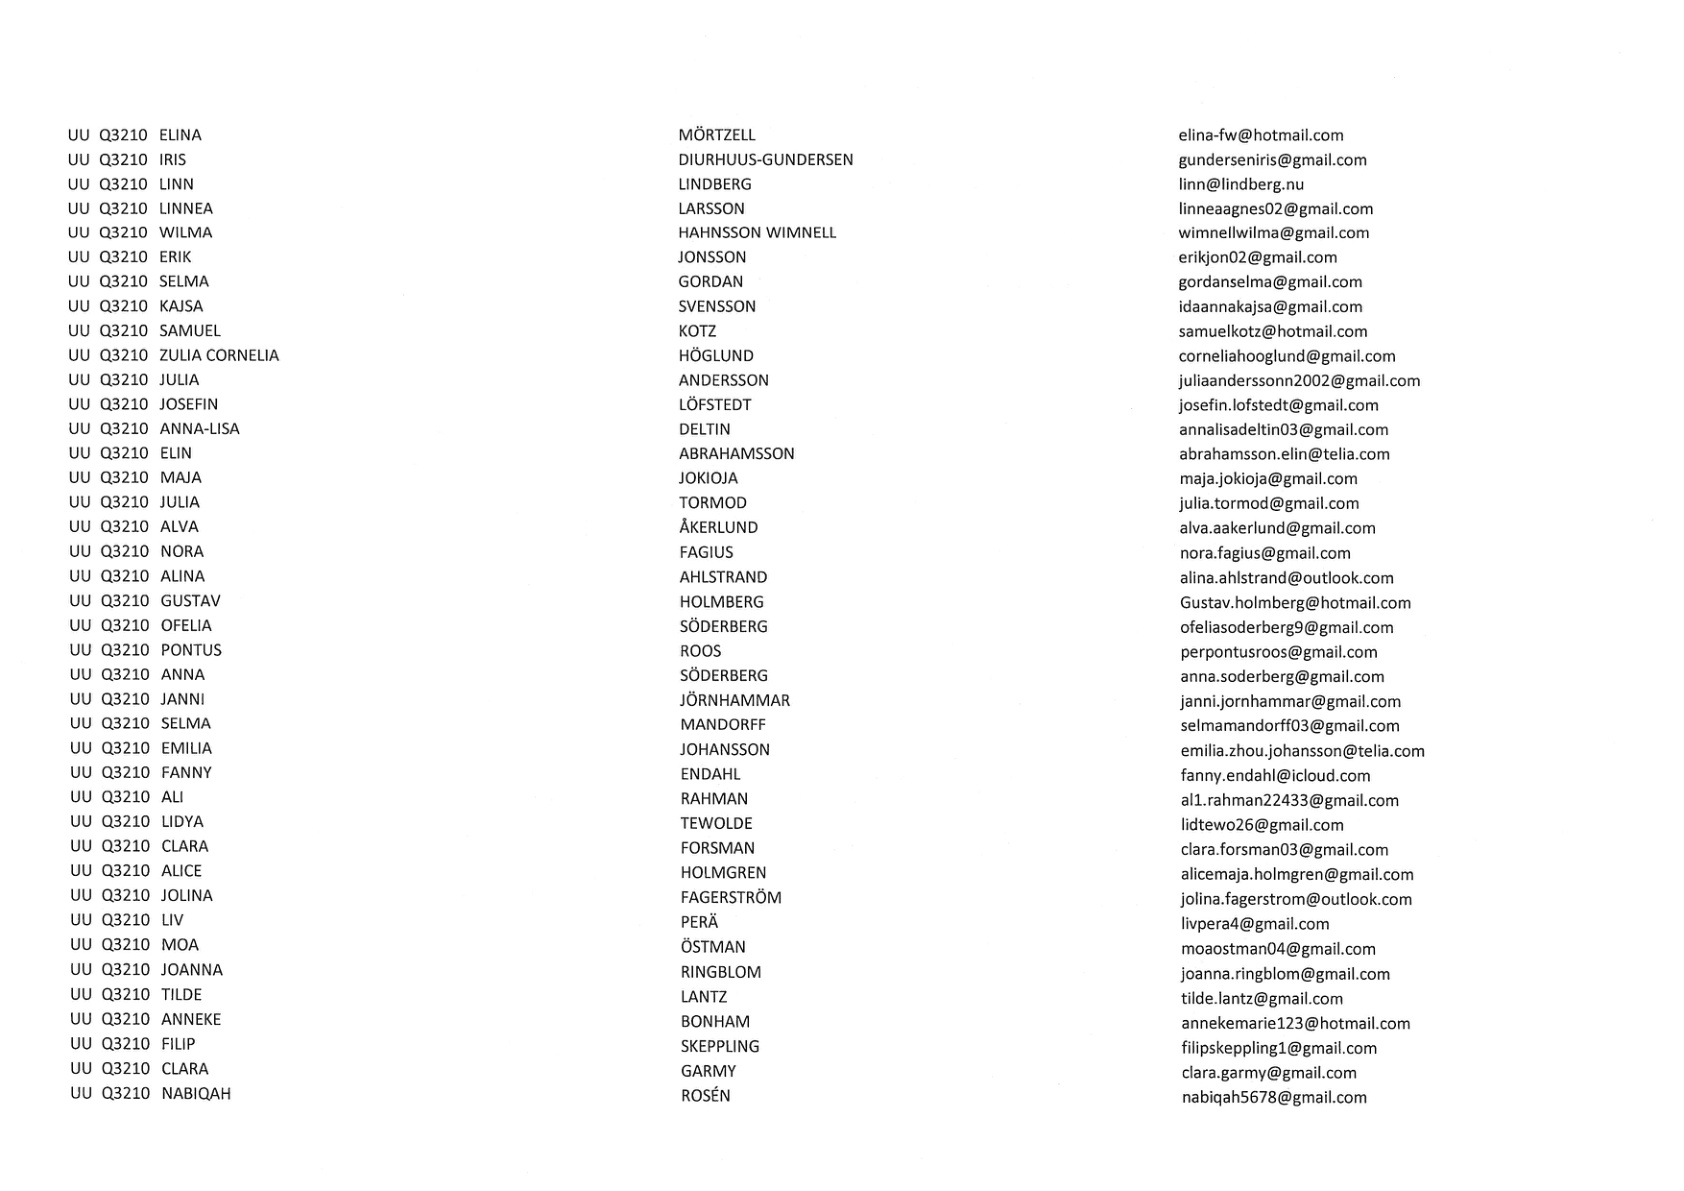 UU Q3210 ELINA MÖRTZELL elina-fw@hotmail.com
UU Q3210 IRIS DIURHUUS-GUNDERSEN gunderseniris@gmail.com
UU Q3210 LINN LINDBERG linn@lindberg.nu
UU Q3210 LINNEA LARSSON linneaagnes02@gmail.com
UU Q3210 WILMA HAHNSSON WIMNELL wimnellwilma@gmail.com
UU Q3210 ERIK JONSSON erikjon02@gmail.com
UU Q3210 SELMA GORDAN gordanselma@gmail.com
UU Q3210 KAJSA SVENSSON idaannakajsa@gmail.com
UU Q3210 SAMUEL KOTZ samuelkotz@hotmail.com
UU Q3210 ZULIA CORNELIA HÖGLUND corneliahooglund@gmail.com
UU Q3210 JULIA ANDERSSON juliaanderssonn2002@gmail.com
UU Q3210 JOSEFIN LÖFSTEDT josefin.lofstedt@gmail.com
UU Q3210 ANNA-LISA DELTIN annalisadeltin03@gmail.com
UU Q3210 ELIN ABRAHAMSSON abrahamsson.elin@telia.com
UU Q3210 MAJA JOKIOJA maja.jokioja@gmail.com
UU Q3210 JULIA TORMOD julia.tormod@gmail.com
UU Q3210 ALVA ÅKERLUND alva.aakerlund@gmail.com
UU Q3210 NORA FAGIUS nora.fagius@gmail.com
UU Q3210 ALINA AHLSTRAND alina.ahlstrand@outlook.com
UU Q3210 GUSTAV HOLMBERG Gustav.holmberg@hotmail.com
UU Q3210 OFELIA SÖDERBERG ofeliasoderberg9@gmail.com
UU Q3210 PONTUS ROOS perpontusroos@gmail.com
UU Q3210 ANNA SÖDERBERG anna.soderberg@gmail.com
UU Q3210 JANNI JÖRNHAMMAR janni.jornhammar@gmail.com
UU Q3210 SELMA MANDORFF selmamandorff03@gmail.com
UU Q3210 EMILIA JOHANSSON emilia.zhou.johansson@telia.com
UU Q3210 FANNY ENDAHL fanny.endahl@icloud.com
UU Q3210 ALI RAHMAN al1.rahman22433@gmail.com
UU Q3210 LIDYA TEWOLDE lidtewo26@gmail.com
UU Q3210 CLARA FORSMAN clara.forsman03@gmail.com
UU Q3210 ALICE HOLMGREN alicemaja.holmgren@gmail.com
UU Q3210 JOLINA FAGERSTRÖM jolina.fagerstrom@outlook.com
UU Q3210 LIV PERÄ livpera4@gmail.com
UU Q3210 MOA ÖSTMAN moaostman04@gmail.com
UU Q3210 JOANNA RINGBLOM joanna.ringblom@gmail.com
UU Q3210 TILDE LANTZ tilde.lantz@gmail.com
UU Q3210 ANNEKE BONHAM annekemarie123@hotmail.com
UU Q3210 FILIP SKEPPLING filipskeppling1@gmail.com
UU Q3210 CLARA GARMY clara.garmy@gmail.com
UU Q3210 NABIQAH ROSÉN nabiqah5678@gmail.com